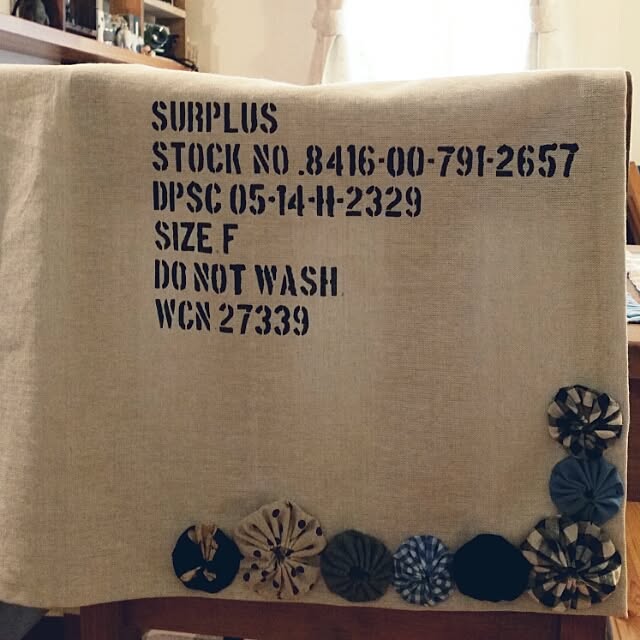 SURPLUS
STOCK NO .8416-00-791-2657
DPSC 05-14-H-2329
SIZE F
DO NOT WASH
WCN 27339